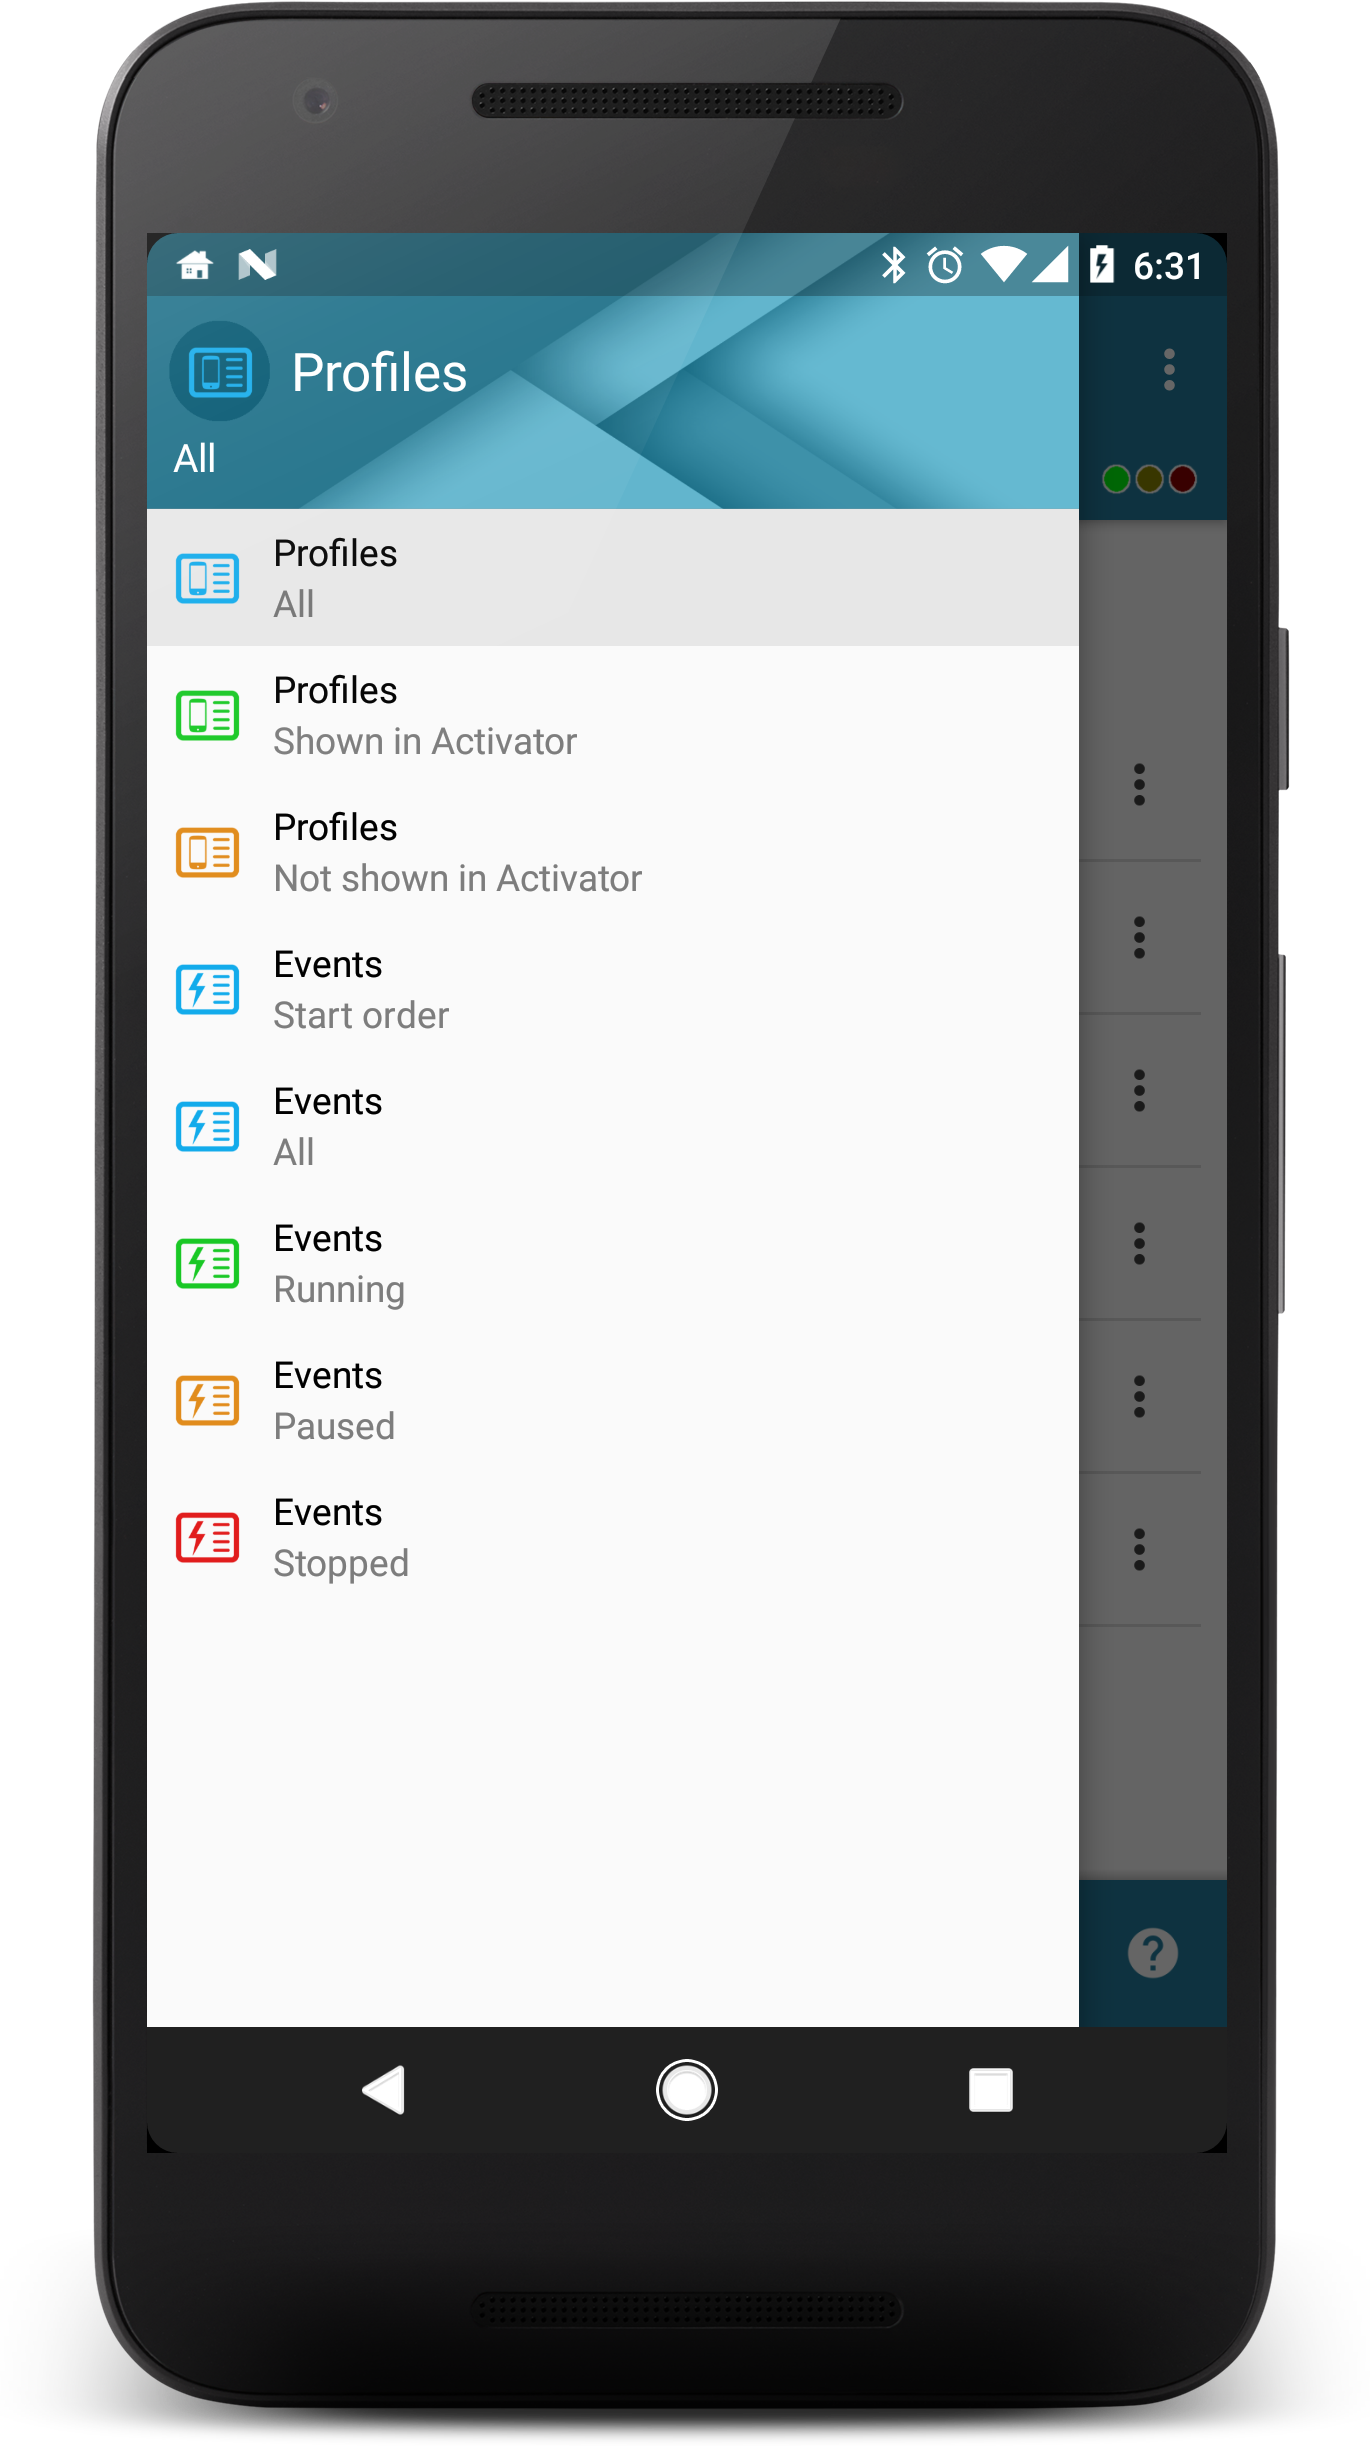 6:31
Profiles
All
Profiles
All
Profiles
Shown in Activator
Profiles
Not shown in Activator
Events
Start order
Events
All
Events
Running
Events
Paused
Events
Stopped